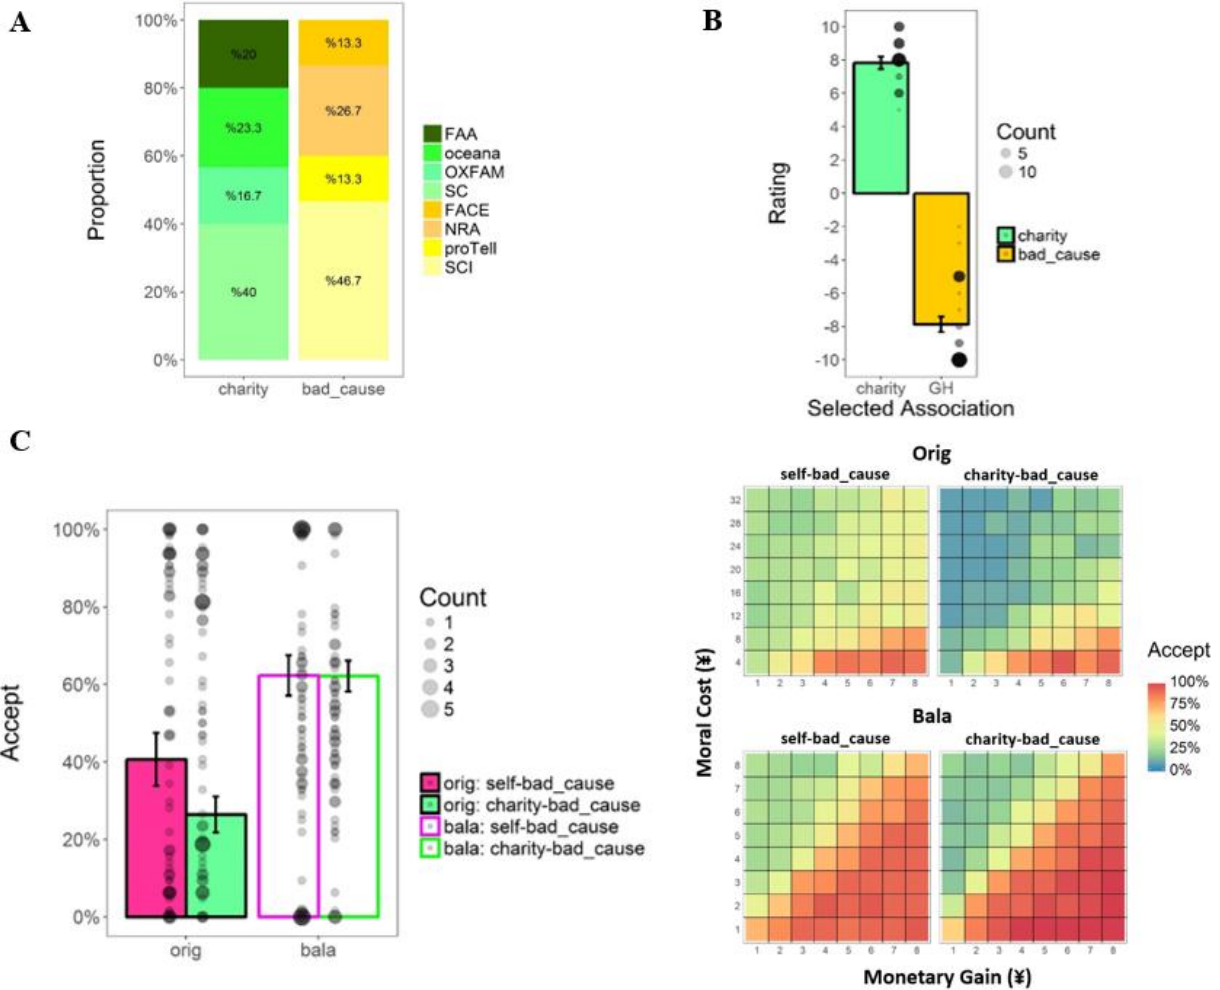 A
100%
80%
60%
40%
20%
0%
Proportion
%20
%23.3
%16.7
%40
%13.3
%26.7
%13.3
%46.7
charity
bad_cause
FAA
oceana
OXFAM
SC
FACE
NRA
proTell
SCI
B
10
8
6
4
2
0
-2
-4
-6
-8
-10
Rating
charity
GH
Selected Association
Count
5
10
charity
bad_cause
C
100%
80%
60%
40%
20%
0%
Accept
orig
bala
Count
1
2
3
4
5
orig: self-bad_cause
orig: charity-bad_cause
bala: self-bad_cause
bala: charity-bad_cause
Orig
self-bad_cause
charity-bad_cause
32
28
24
20
16
12
8
4
1 2 3 4 5 6 7 8
1 2 3 4 5 6 7 8
Moral Cost (¥)
Bala
self-bad_cause
charity-bad_cause
8
7
6
5
4
3
2
1
1 2 3 4 5 6 7 8
1 2 3 4 5 6 7 8
Monetary Gain (¥)
Accept
100%
75%
50%
25%
0%